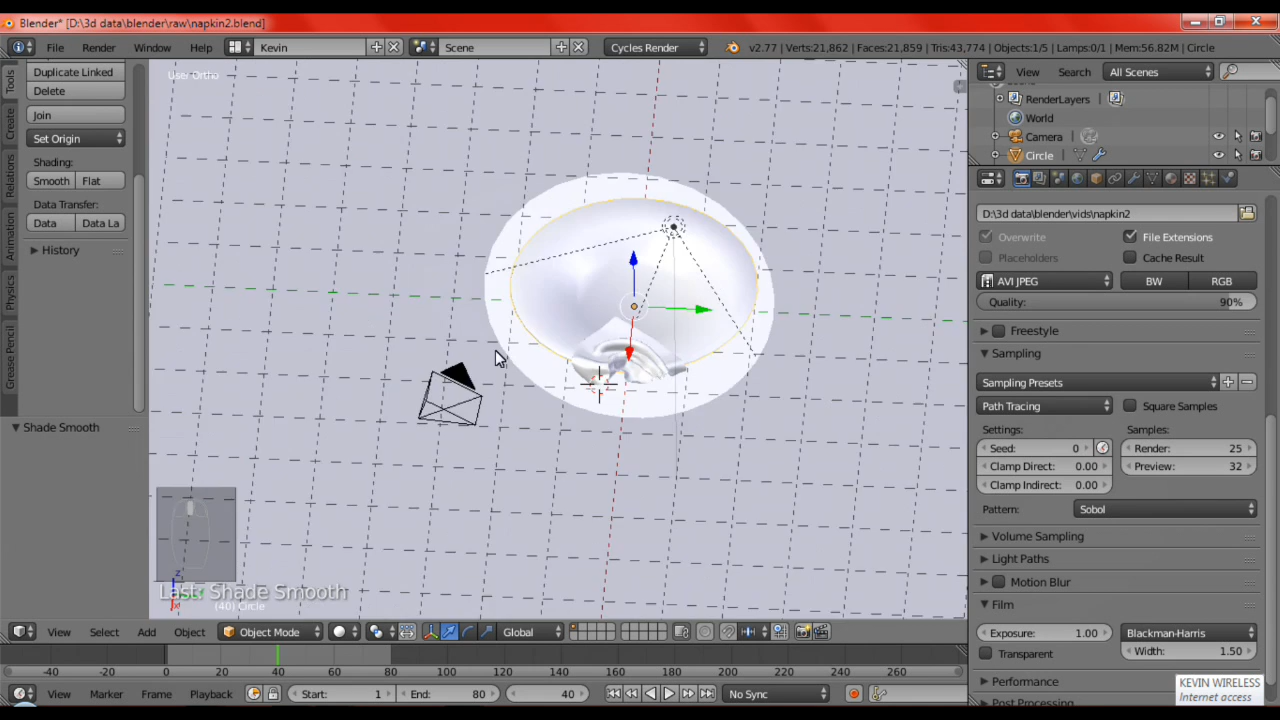 Blender* [D:\3d data\blender\raw\napkin2.blend]
File Render Window Help Kevin Scene Cycles Render v2.77 | Verts:21,862 | Faces:21,859 | Tris:43,774 | Objects:1/5 | Lamps:0/1 | Mem:56.82M | Circle
Tools
Create
Relations
Animation
Physics
Grease Pencil
Duplicate Linked
Delete
Join
Set Origin
Shading:
Smooth Flat
Data Transfer:
Data Data La
History
Shade Smooth
User Ortho
Last: Shade Smooth
(40) Circle
View Search All Scenes
RenderLayers
World
Camera
Circle
D:\3d data\blender\vids\napkin2
Overwrite File Extensions
Placeholders Cache Result
AVI JPEG BW RGB
Quality: 90%
Freestyle
Sampling
Sampling Presets
Path Tracing Square Samples
Settings: Samples:
Seed: 0 Render: 25
Clamp Direct: 0.00 Preview: 32
Clamp Indirect: 0.00
Pattern: Sobol
Volume Sampling
Light Paths
Motion Blur
Film
Exposure: 1.00 Blackman-Harris
Transparent Width: 1.50
Performance
Post Processing
KEVIN WIRELESS
Internet access
View Select Add Object Object Mode Global
-40 -20 0 20 40 60 80 100 120 140 160 180 200 220 240 260
View Marker Frame Playback Start: 1 End: 80 40 No Sync